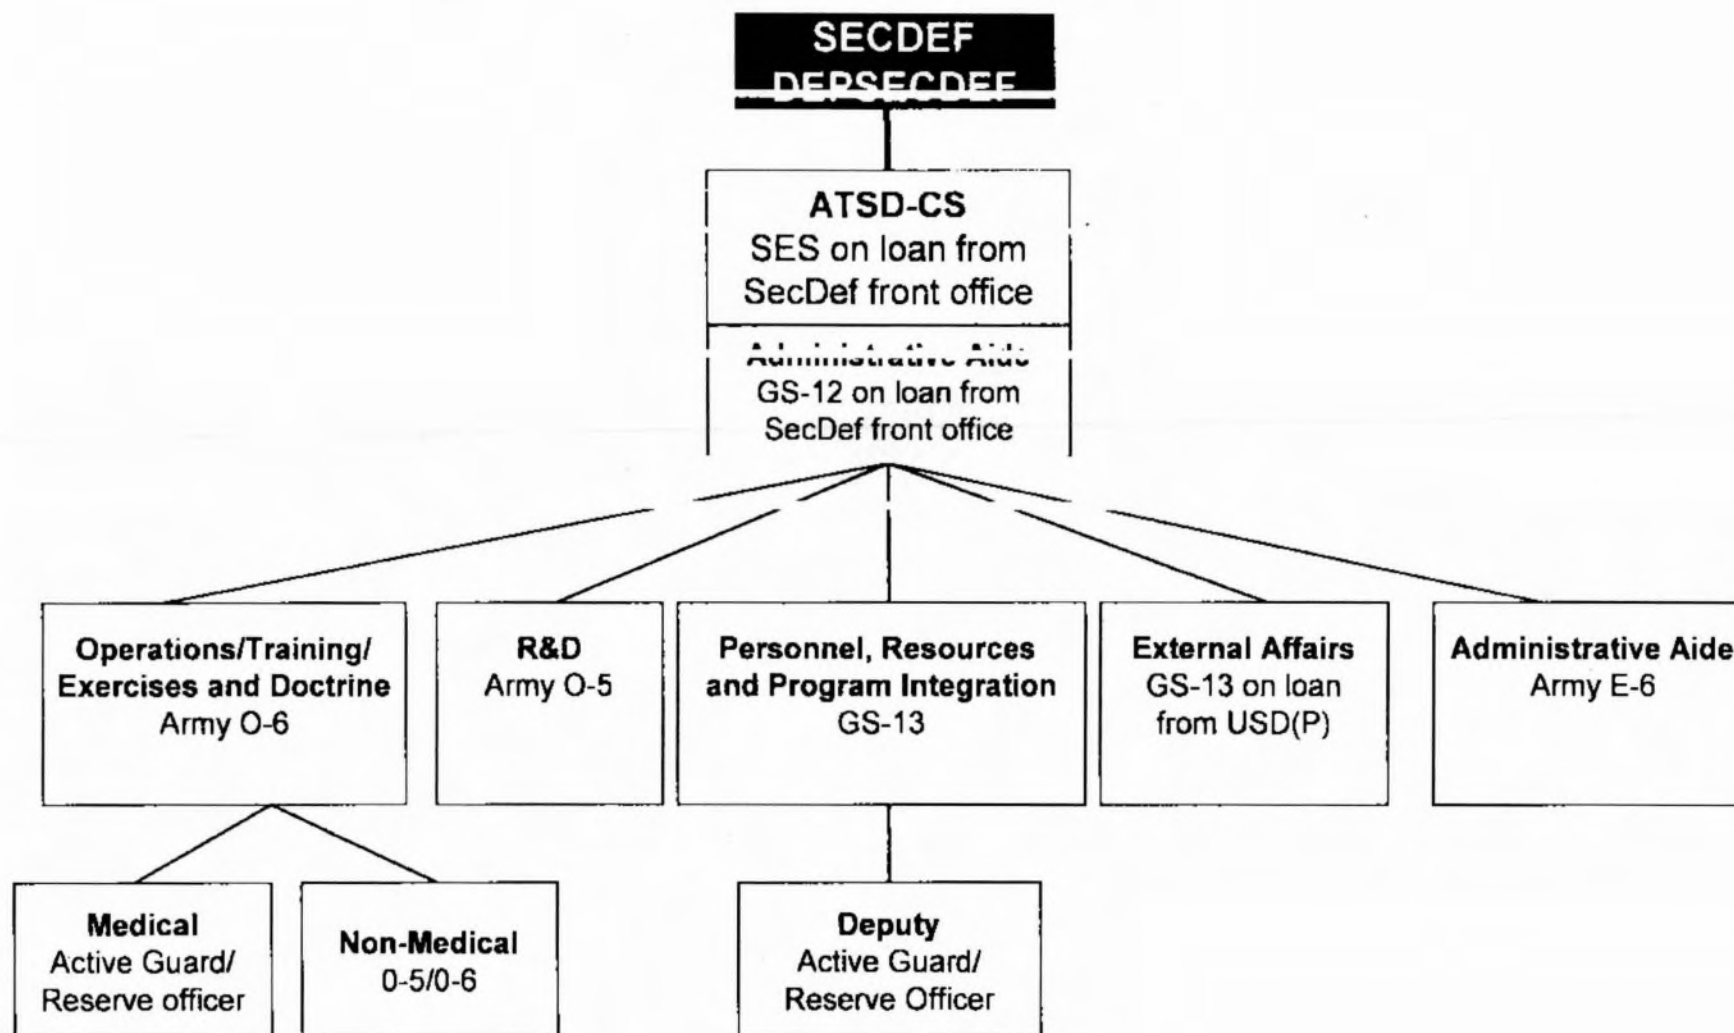 SECDEF
DEPSECDEF
ATSD-CS
SES on loan from
SecDef front office
Administrative Aide
GS-12 on loan from
SecDef front office
Operations/Training/
Exercises and Doctrine
Army O-6
R&D
Army O-5
Personnel, Resources
and Program Integration
GS-13
External Affairs
GS-13 on loan
from USD(P)
Administrative Aide
Army E-6
Medical
Active Guard/
Reserve officer
Non-Medical
0-5/0-6
Deputy
Active Guard/
Reserve Officer